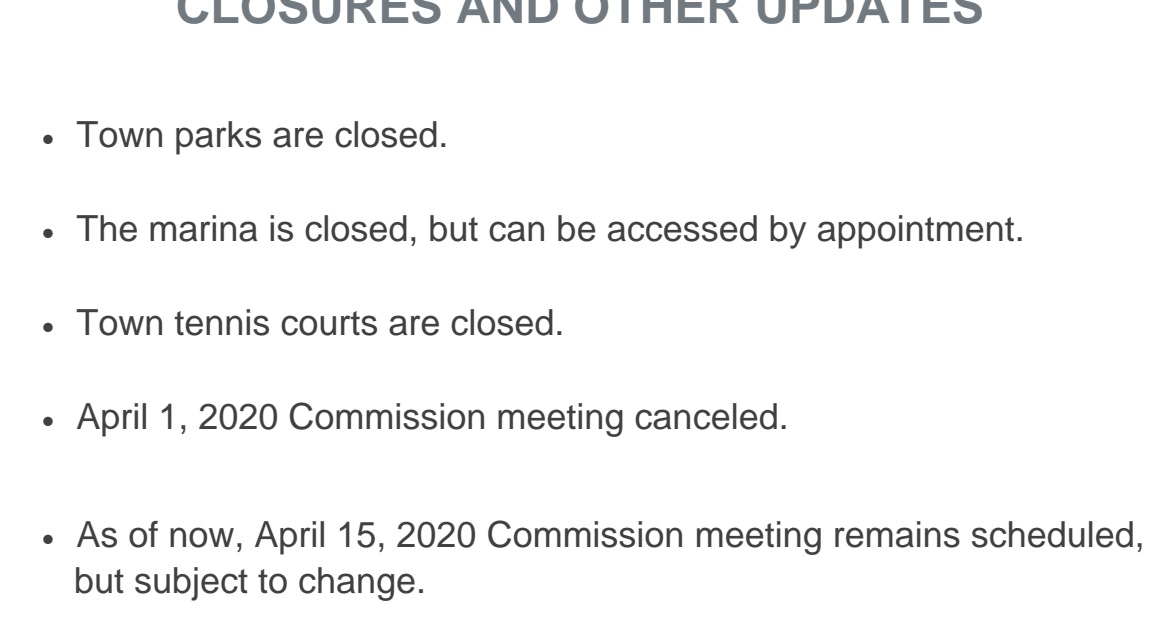 CLOSURES AND OTHER UPDATES
• Town parks are closed.
• The marina is closed, but can be accessed by appointment.
• Town tennis courts are closed.
• April 1, 2020 Commission meeting canceled.
• As of now, April 15, 2020 Commission meeting remains scheduled,
but subject to change.